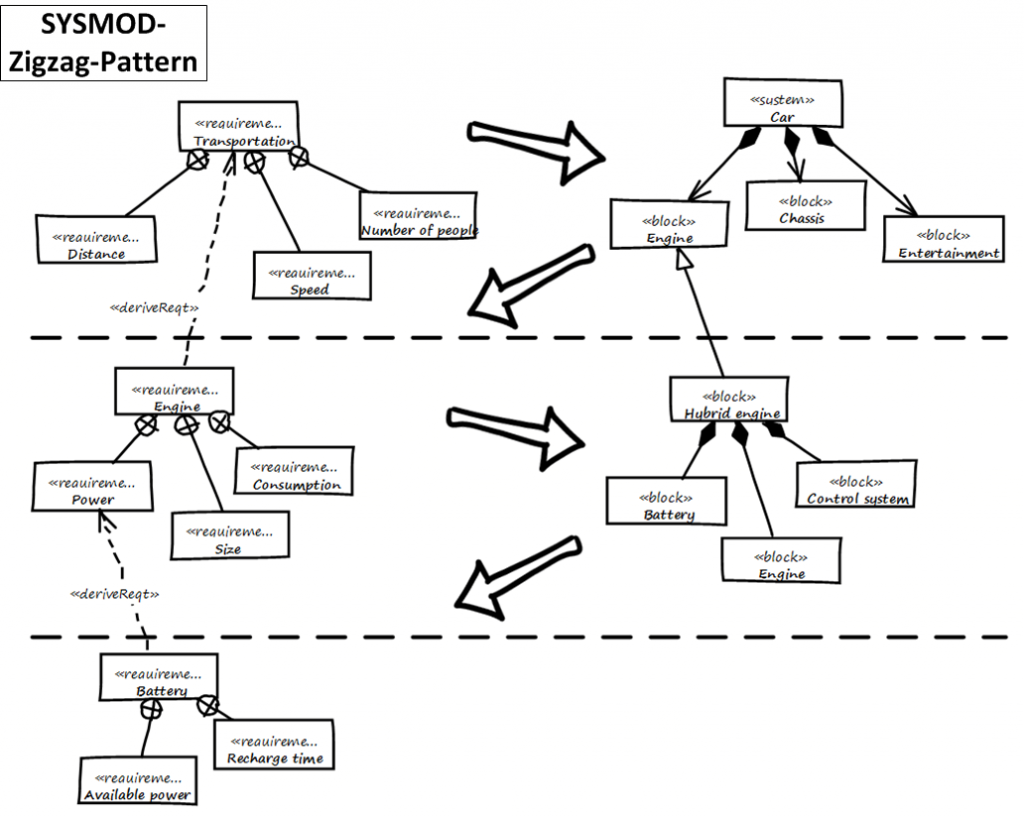 SYSMOD-
Zigzag-Pattern
«requireme...
Transportation
«system»
Car
«requireme...
Distance
«requireme...
Number of people
«requireme...
Speed
«block»
Engine
«block»
Chassis
«block»
Entertainment
«deriveReqt»
«requireme...
Engine
«block»
Hybrid engine
«requireme...
Power
«requireme...
Consumption
«requireme...
Size
«block»
Battery
«block»
Control system
«block»
Engine
«deriveReqt»
«requireme...
Battery
«requireme...
Recharge time
«requireme...
Available power